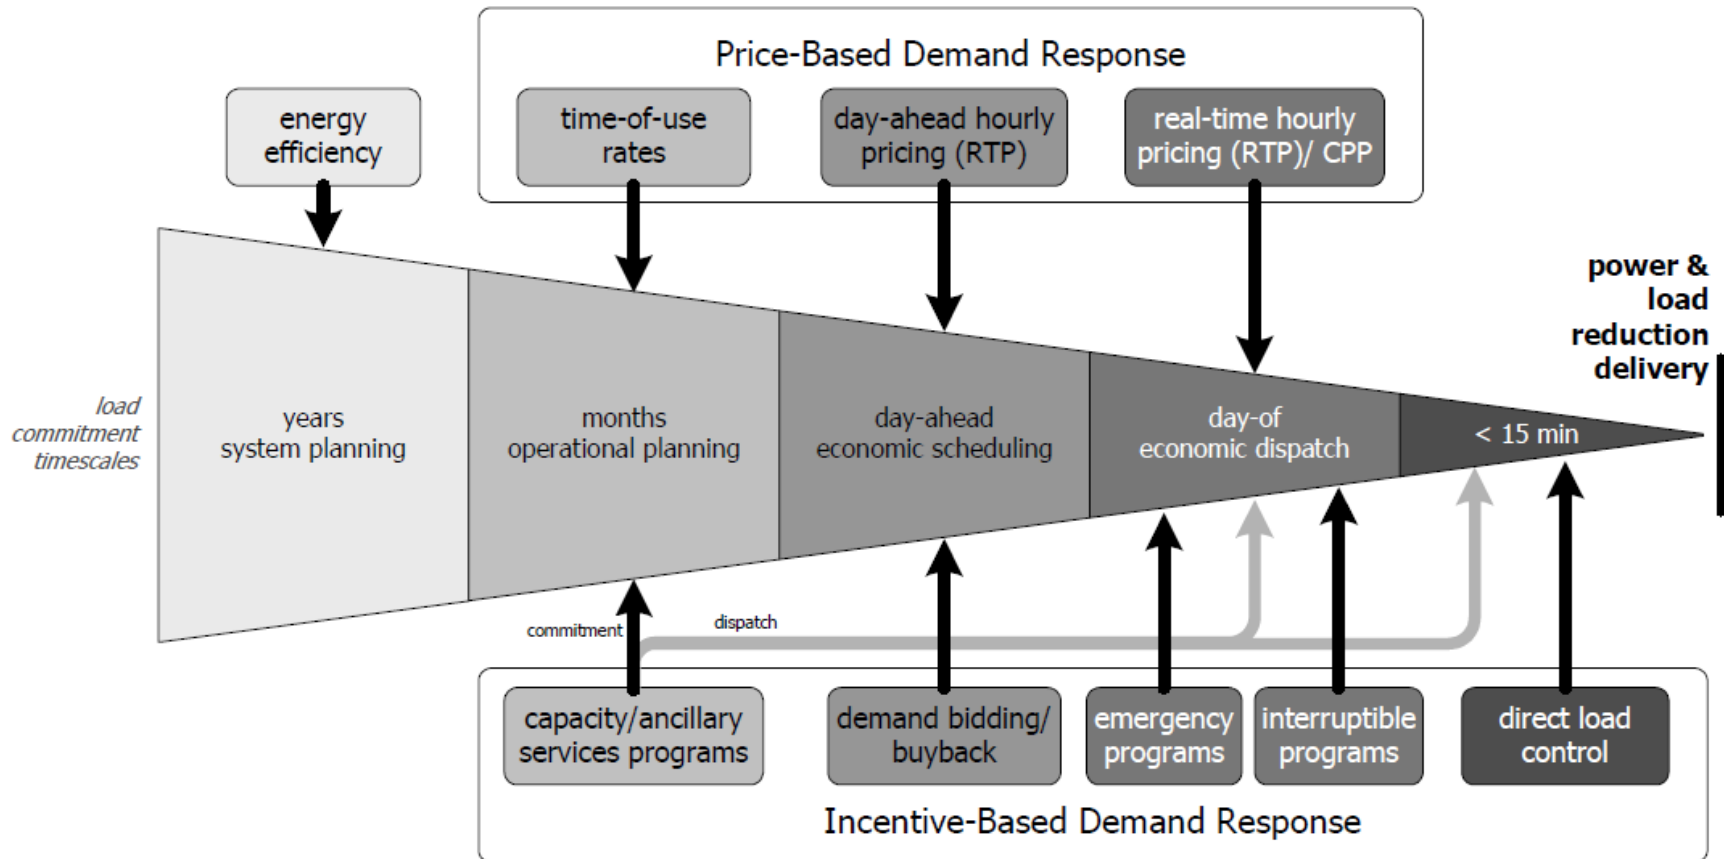 Price-Based Demand Response
energy
efficiency
time-of-use
rates
day-ahead hourly
pricing (RTP)
real-time hourly
pricing (RTP)/ CPP
power &
load
reduction
delivery
load
commitment
timescales
years
system planning
months
operational planning
day-ahead
economic scheduling
day-of
economic dispatch
< 15 min
commitment
dispatch
capacity/ancillary
services programs
demand bidding/
buyback
emergency
programs
interruptible
programs
direct load
control
Incentive-Based Demand Response